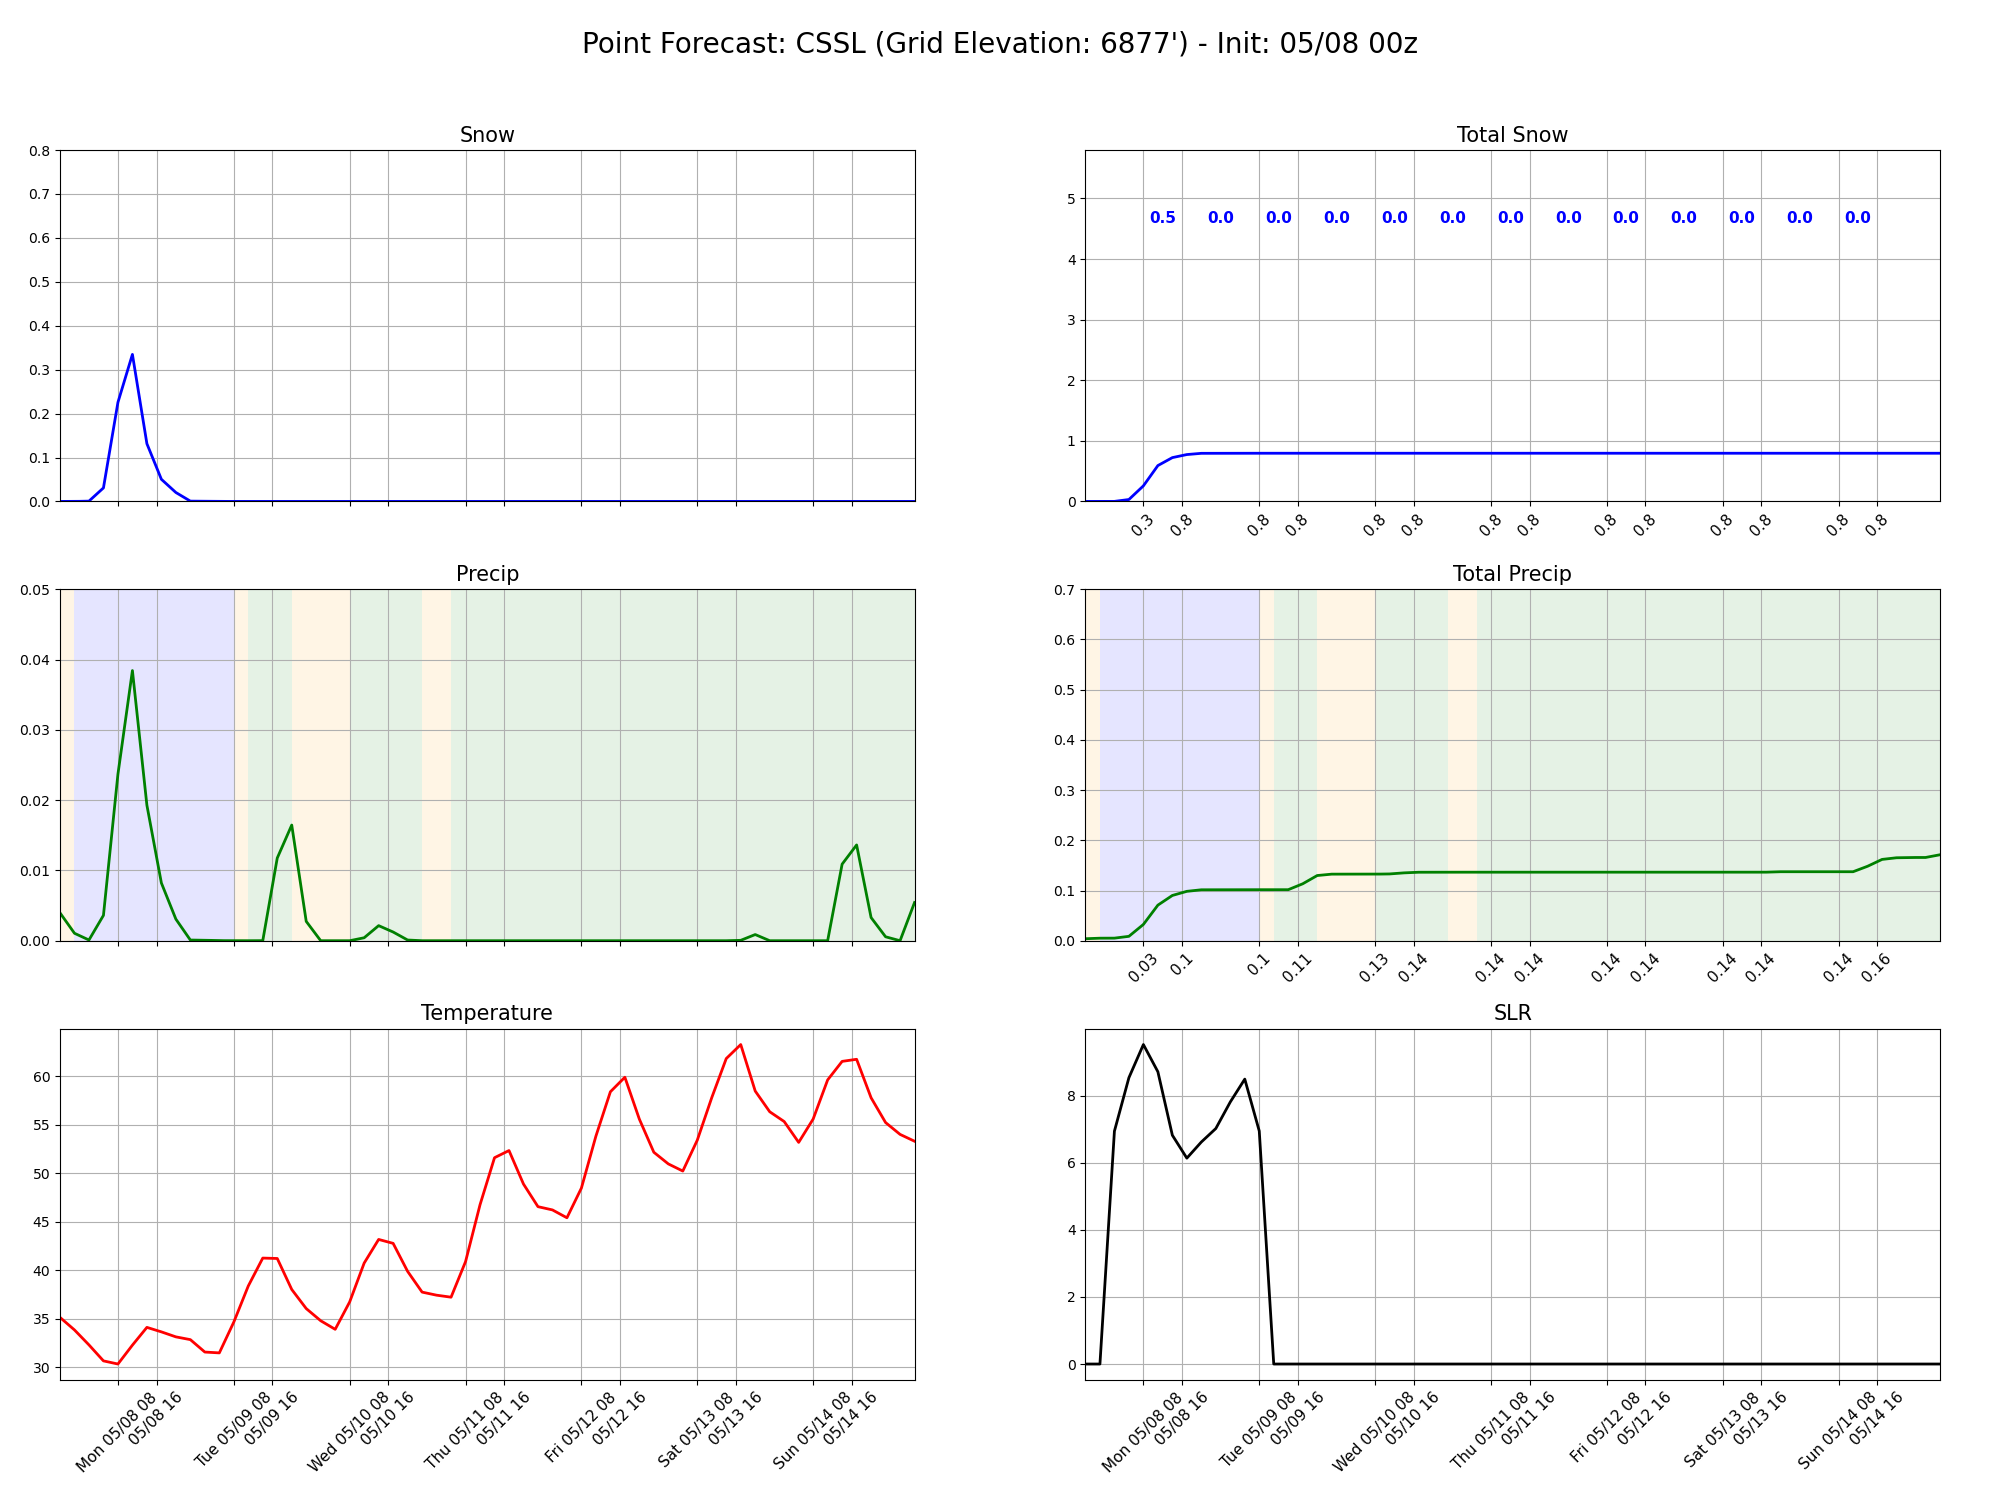 Point Forecast: CSSL (Grid Elevation: 6877') - Init: 05/08 00z
Snow
0.8
0.7
0.6
0.5
0.4
0.3
0.2
0.1
0.0
Total Snow
5
4
3
2
1
0
0.5 0.0 0.0 0.0 0.0 0.0 0.0 0.0 0.0 0.0 0.0 0.0 0.0
0.3 0.8 0.8 0.8 0.8 0.8 0.8 0.8 0.8 0.8 0.8 0.8 0.8 0.8
Precip
0.05
0.04
0.03
0.02
0.01
0.00
Total Precip
0.7
0.6
0.5
0.4
0.3
0.2
0.1
0.0
0.03 0.1 0.1 0.11 0.13 0.14 0.14 0.14 0.14 0.14 0.14 0.14 0.14 0.16
Temperature
60
55
50
45
40
35
30
Mon 05/08 08
05/08 16
Tue 05/09 08
05/09 16
Wed 05/10 08
05/10 16
Thu 05/11 08
05/11 16
Fri 05/12 08
05/12 16
Sat 05/13 08
05/13 16
Sun 05/14 08
05/14 16
SLR
8
6
4
2
0
Mon 05/08 08
05/08 16
Tue 05/09 08
05/09 16
Wed 05/10 08
05/10 16
Thu 05/11 08
05/11 16
Fri 05/12 08
05/12 16
Sat 05/13 08
05/13 16
Sun 05/14 08
05/14 16